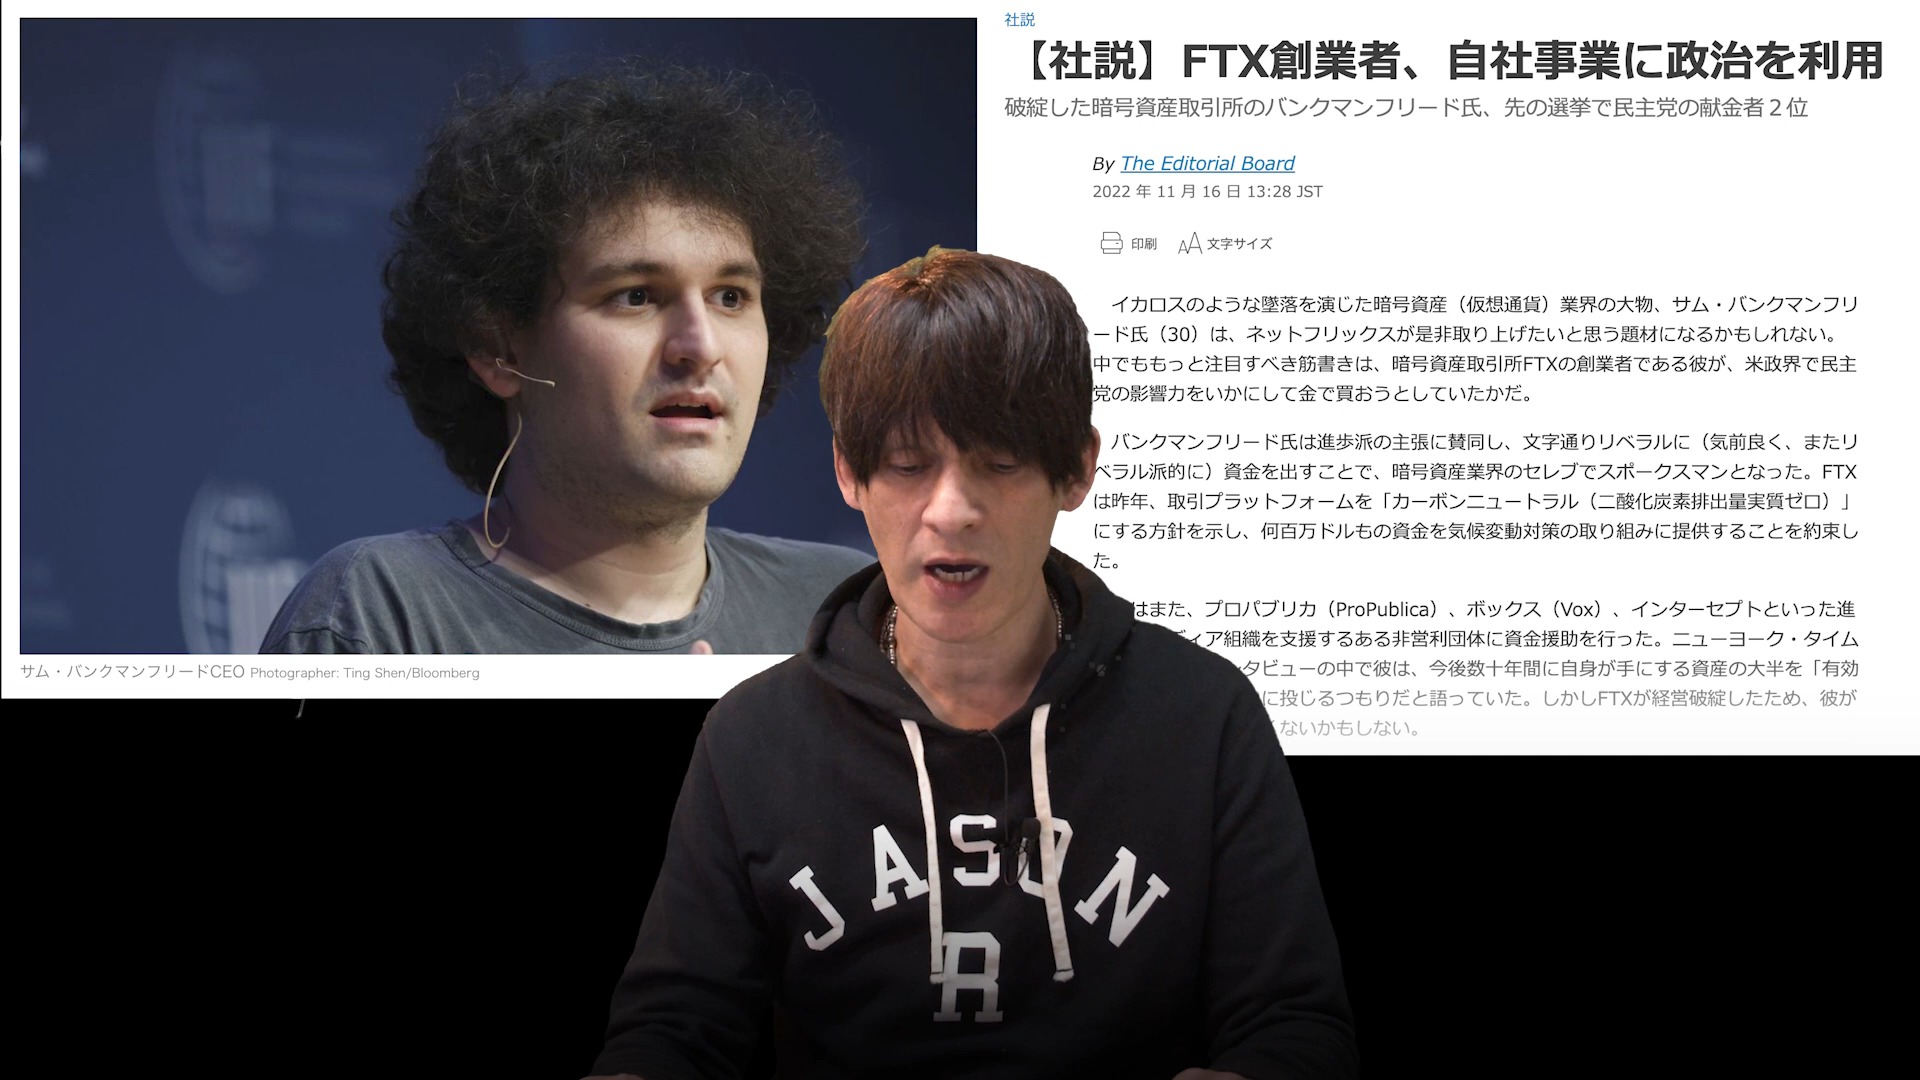 社説
【社説】FTX創業者、自社事業に政治を利用
破綻した暗号資産取引所のバンクマンフリード氏、先の選挙で民主党の献金者２位
By The Editorial Board
2022 年 11 月 16 日 13:28 JST
印刷 文字サイズ
イカロスのような墜落を演じた暗号資産（仮想通貨）業界の大物、サム・バンクマンフリ
ード氏（30）は、ネットフリックスが是非取り上げたいと思う題材になるかもしれない。
中でももっと注目すべき筋書きは、暗号資産取引所FTXの創業者である彼が、米政界で民主
党の影響力をいかにして金で買おうとしていたかだ。
バンクマンフリード氏は進歩派の主張に賛同し、文字通りリベラルに（気前良く、またリ
ベラル派的に）資金を出すことで、暗号資産業界のセレブでスポークスマンとなった。FTX
は昨年、取引プラットフォームを「カーボンニュートラル（二酸化炭素排出量実質ゼロ）」
にする方針を示し、何百万ドルもの資金を気候変動対策の取り組みに提供することを約束し
た。
はまた、プロパブリカ（ProPublica）、ボックス（Vox）、インターセプトといった進
ディア組織を支援するある非営利団体に資金援助を行った。ニューヨーク・タイム
タビューの中で彼は、今後数十年間に自身が手にする資産の大半を「有効
に投じるつもりだと語っていた。しかしFTXが経営破綻したため、彼が
ないかもしない。
サム・バンクマンフリードCEO Photographer: Ting Shen/Bloomberg
JASON
R